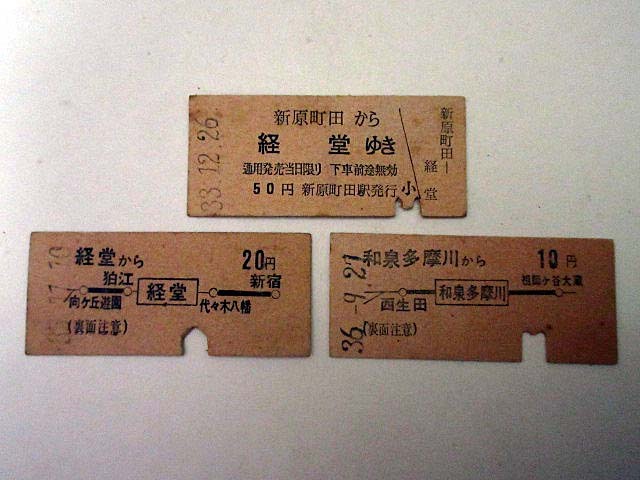 33.12.26
新原町田から
経堂ゆき
通用発売当日限り 下車前途無効
50円 新原町田駅発行
小
新原町田─経堂
経堂から 20円
狛江 新宿
向ケ丘遊園 経堂 代々木八幡
(裏面注意)
36.-9.27
和泉多摩川から 10円
祖師ケ谷大蔵
西生田 和泉多摩川
(裏面注意)